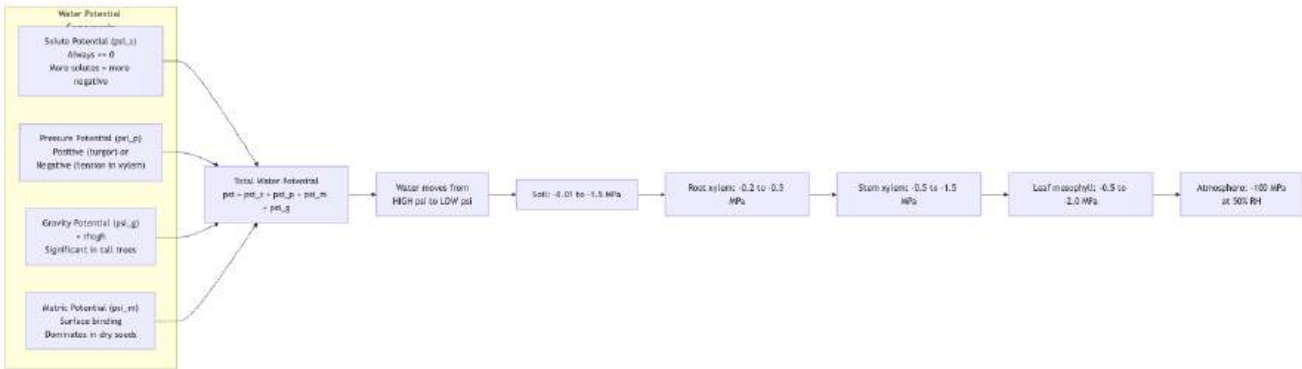 Water Potential
Solute Potential (psi_s)
Always <= 0
More solutes = more
negative
Pressure Potential (psi_p)
Positive (turgor) or
Negative (tension in xylem)
Gravity Potential (psi_g)
= rhogh
Significant in tall trees
Matric Potential (psi_m)
Surface binding
Dominates in dry seeds
Total Water Potential
psi = psi_s + psi_p + psi_m
+ psi_g
Water moves from
HIGH psi to LOW psi
Soil: -0.01 to -1.5 MPa
Root xylem: -0.2 to -0.5
MPa
Stem xylem: -0.5 to -1.5
MPa
Leaf mesophyll: -0.5 to
-2.0 MPa
Atmosphere: -100 MPa
at 50% RH